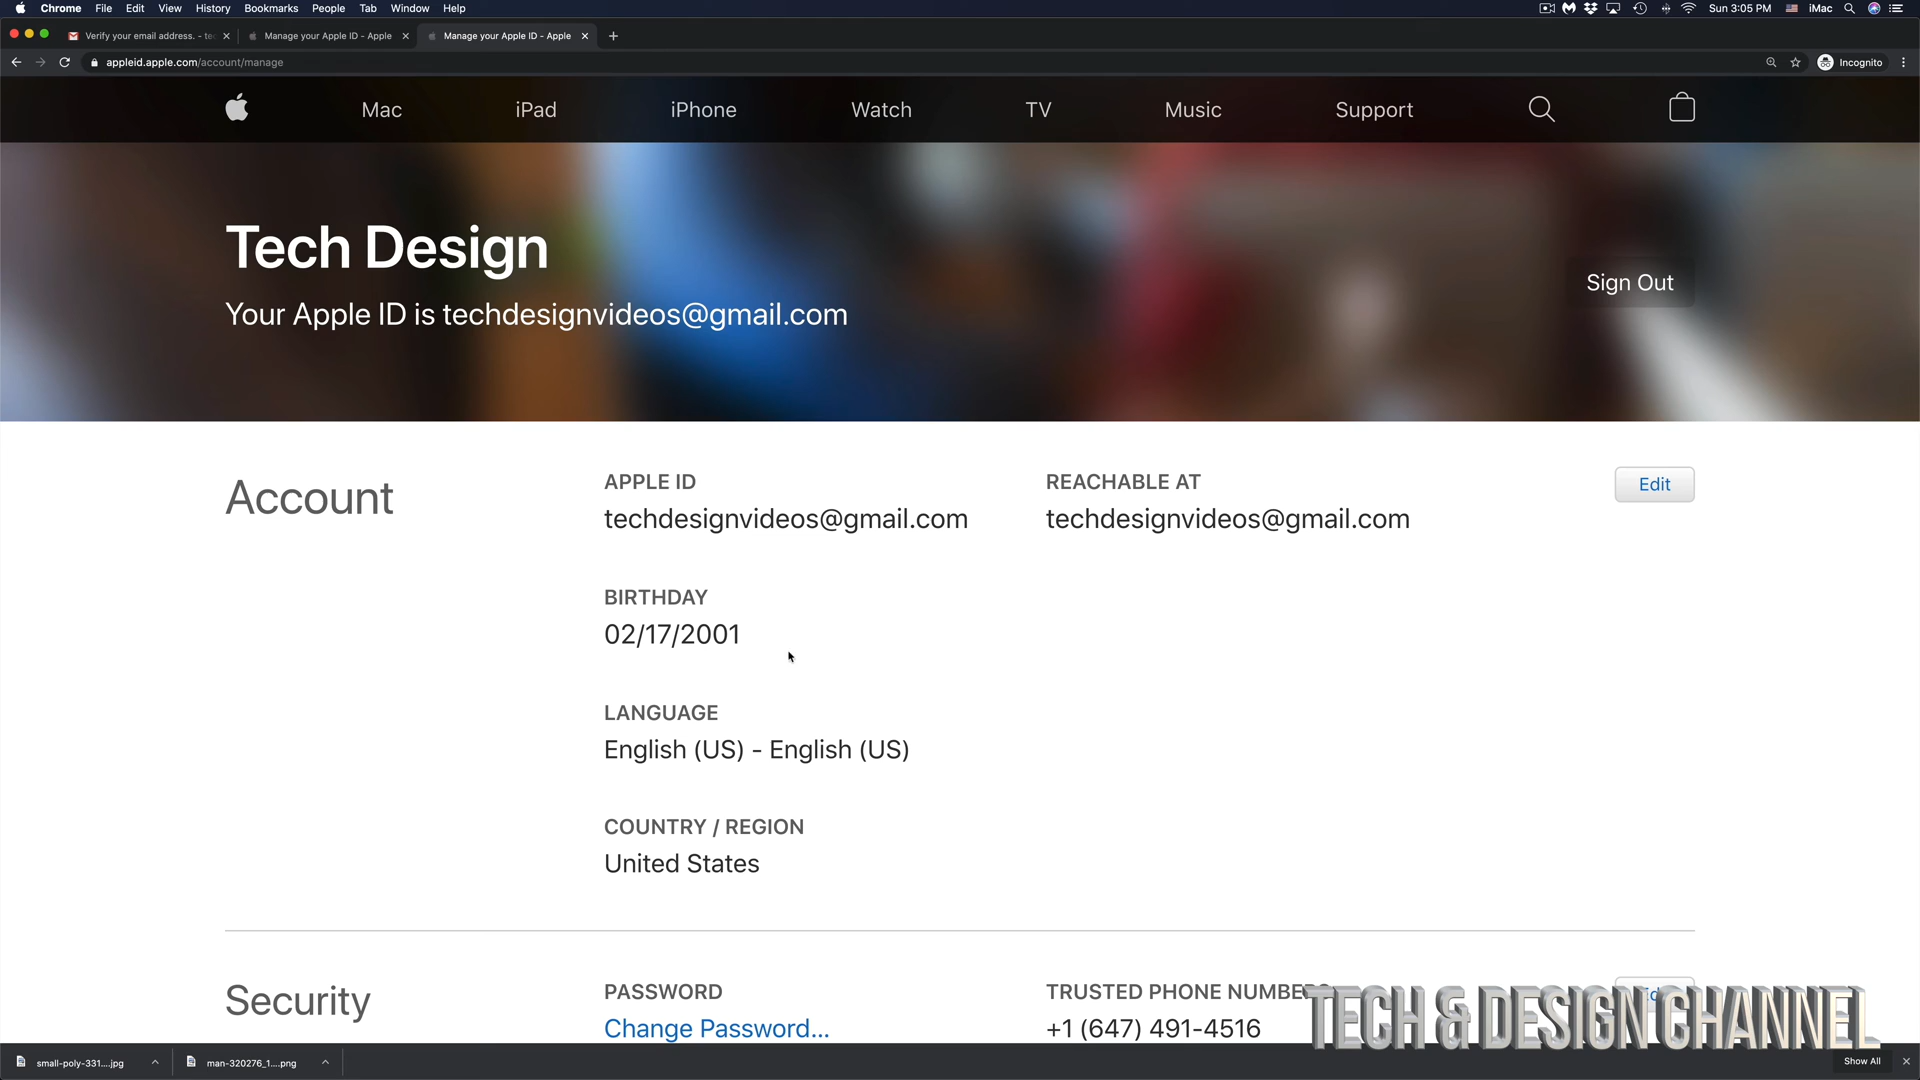 Chrome File Edit View History Bookmarks People Tab Window Help Sun 3:05 PM iMac
Verify your email address. - te
Manage your Apple ID - Apple
Manage your Apple ID - Apple
appleid.apple.com/account/manage Incognito
Mac iPad iPhone Watch TV Music Support
Tech Design
Your Apple ID is techdesignvideos@gmail.com
Sign Out
Account
APPLE ID
techdesignvideos@gmail.com
REACHABLE AT
techdesignvideos@gmail.com
Edit
BIRTHDAY
02/17/2001
LANGUAGE
English (US) - English (US)
COUNTRY / REGION
United States
Security
PASSWORD
Change Password...
TRUSTED PHONE NUMBERS
+1 (647) 491-4516
TECH & DESIGN CHANNEL
small-poly-331....jpg
man-320276_1....png
Show All